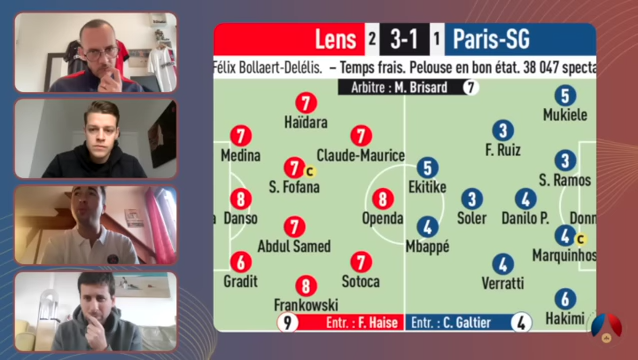 Lens 2 3-1 1 Paris-SG
Félix Bollaert-Delélis. – Temps frais. Pelouse en bon état. 38 047 specta
Arbitre : M. Brisard 7
5
Mukiele
7
Haïdara
3
F. Ruiz
7
Medina
7
Claude-Maurice
3
S. Ramos
7 C
S. Fofana
5
Ekitike
8
Danso
8
Openda
3
Soler
4
Danilo P.
Donn
7
Abdul Samed
4
Mbappé
4 C
Marquinhos
6
Gradit
7
Sotoca
4
Verratti
8
Frankowski
6
Hakimi
9 Entr. : F. Haise
Entr. : C. Galtier 4